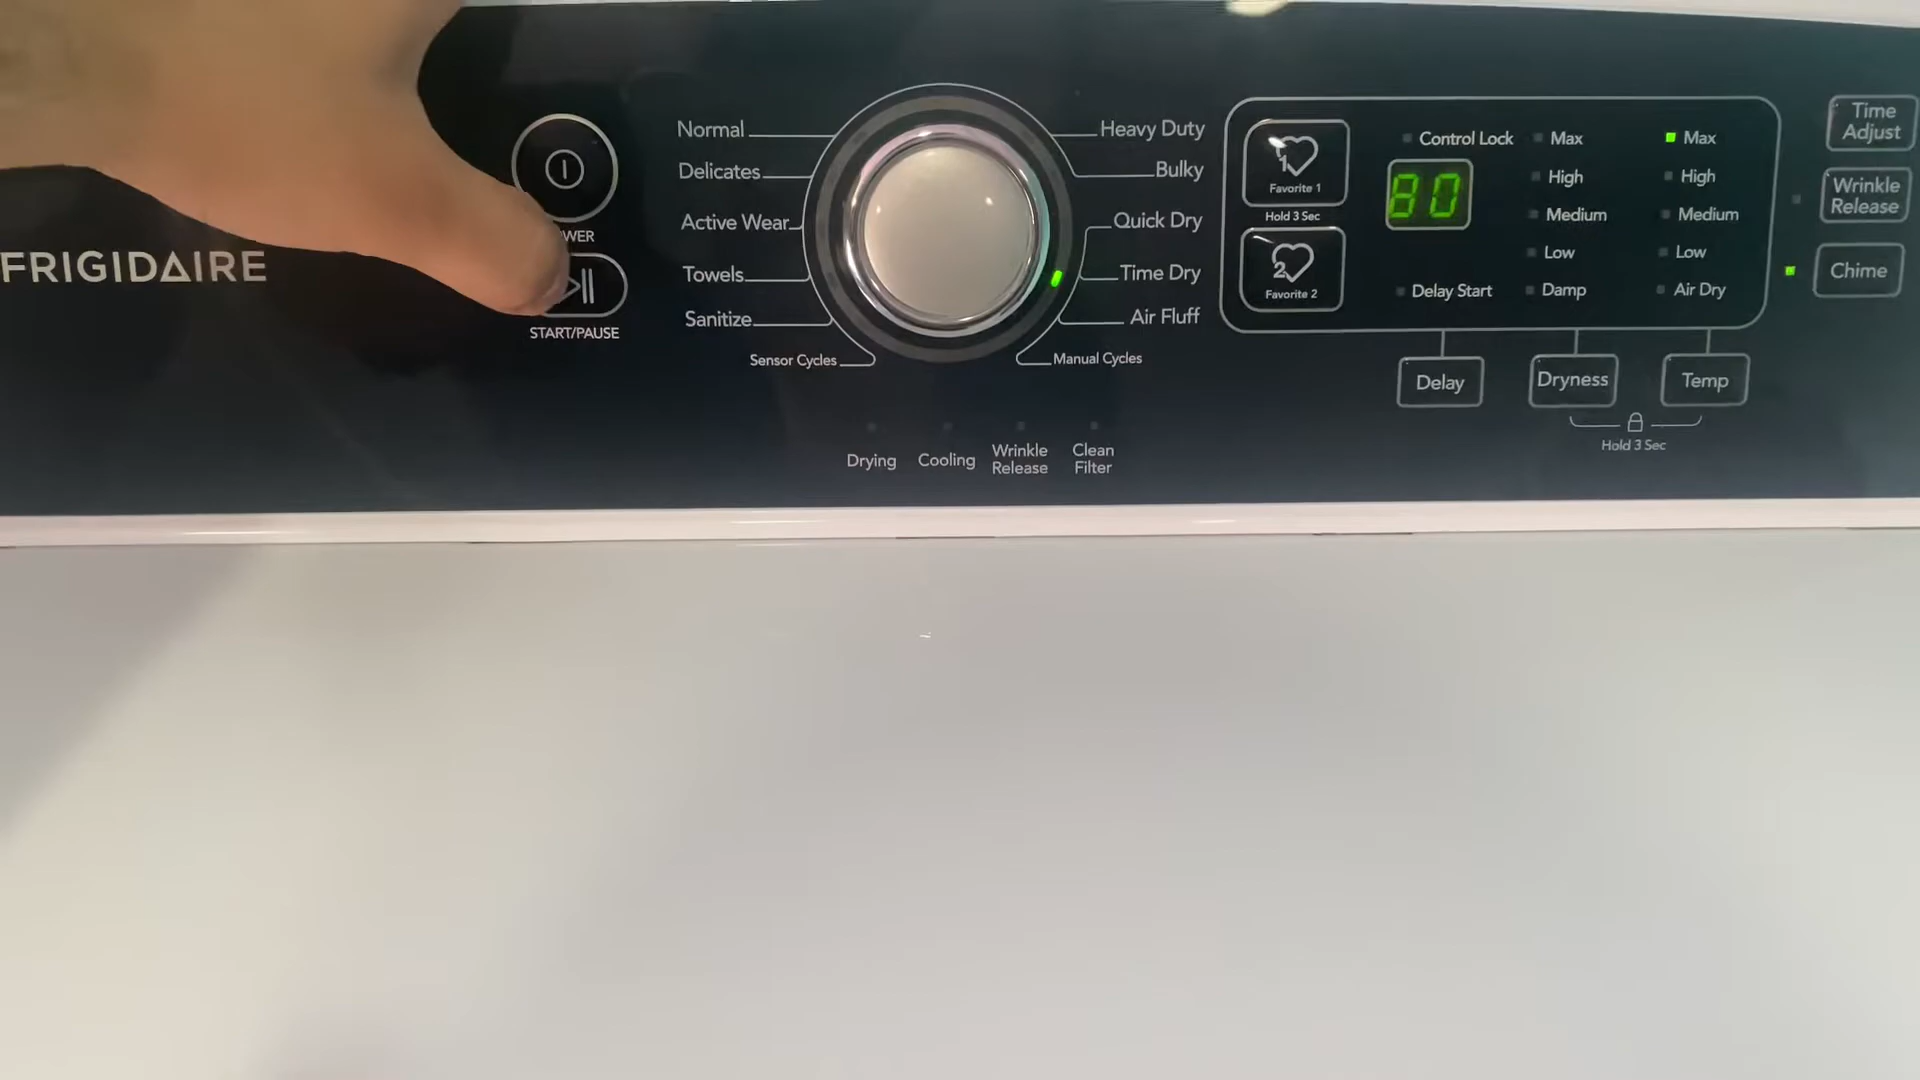 FRIGIDAIRE
WER
START/PAUSE
Normal
Delicates
Active Wear
Towels
Sanitize
Sensor Cycles
Heavy Duty
Bulky
Quick Dry
Time Dry
Air Fluff
Manual Cycles
Drying
Cooling
Wrinkle
Release
Clean
Filter
1
Favorite 1
Hold 3 Sec
2
Favorite 2
Control Lock
80
Delay Start
Max
High
Medium
Low
Damp
Max
High
Medium
Low
Air Dry
Delay
Dryness
Temp
Hold 3 Sec
Time
Adjust
Wrinkle
Release
Chime